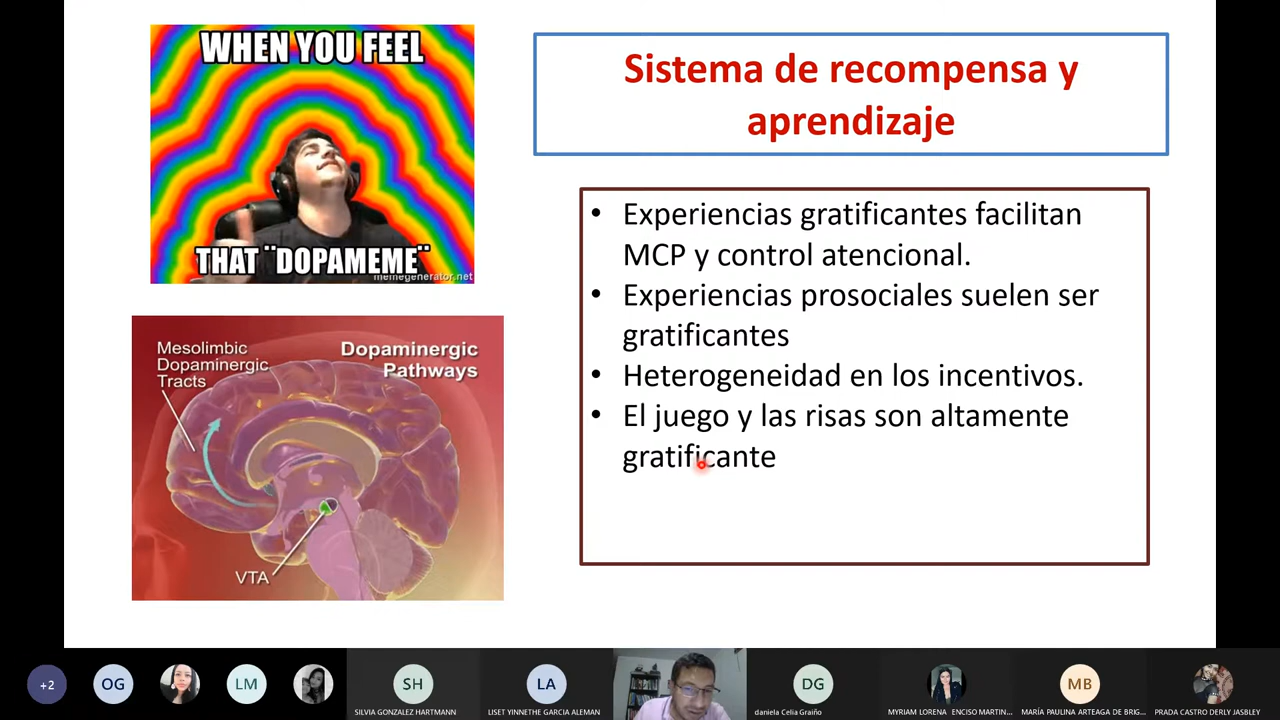 WHEN YOU FEEL
THAT ¨DOPAMEME¨
memegenerator.net
Sistema de recompensa y
aprendizaje
• Experiencias gratificantes facilitan
MCP y control atencional.
• Experiencias prosociales suelen ser
gratificantes
• Heterogeneidad en los incentivos.
• El juego y las risas son altamente
gratificante
Mesolimbic
Dopaminergic
Tracts
Dopaminergic
Pathways
VTA
+2
OG
LM
SH
SILVIA GONZALEZ HARTMANN
LA
LISET YINNETHE GARCIA ALEMAN
DG
daniela Celia Graiño
MYRIAM LORENA ENCISO MARTIN...
MB
MARÍA PAULINA ARTEAGA DE BRIG...
PRADA CASTRO DERLY JASBLEY